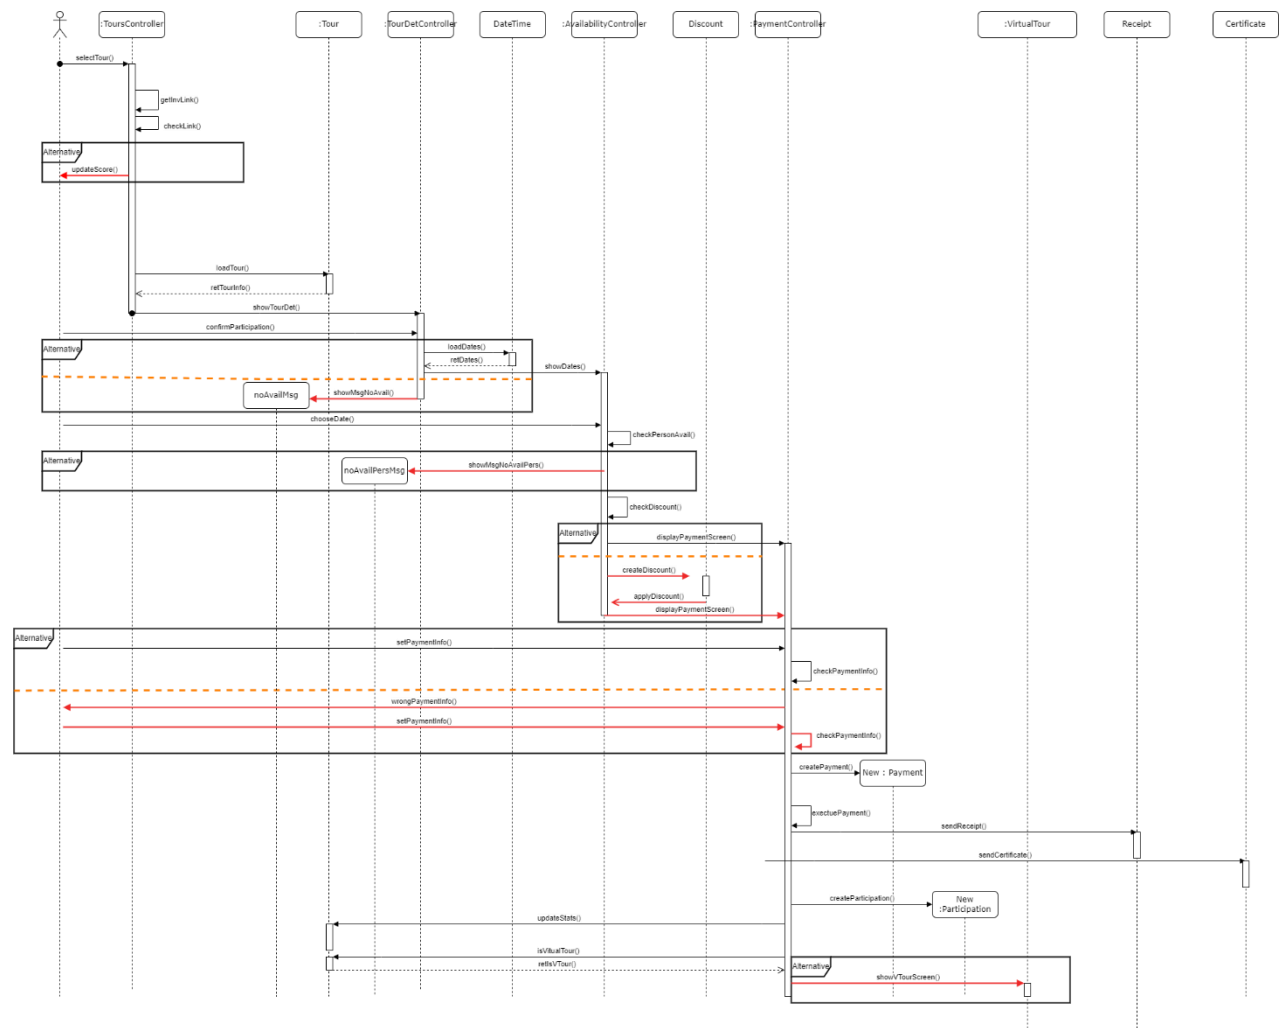 :ToursController
:Tour
:TourDetController
DateTime
:AvailabilityController
Discount
:PaymentController
:VirtualTour
Receipt
Certificate
selectTour()
getInvLink()
checkLink()
Alternative
updateScore()
loadTour()
retTourInfo()
showTourDet()
confirmParticipation()
Alternative
loadDates()
retDates()
showDates()
noAvailMsg
showMsgNoAvail()
chooseDate()
checkPersonAvail()
Alternative
noAvailPersMsg
showMsgNoAvailPers()
checkDiscount()
Alternative
displayPaymentScreen()
createDiscount()
applyDiscount()
displayPaymentScreen()
Alternative
setPaymentInfo()
checkPaymentInfo()
wrongPaymentInfo()
setPaymentInfo()
checkPaymentInfo()
createPayment()
New : Payment
exectuePayment()
sendReceipt()
sendCertificate()
createParticipation()
New
:Participation
updateStats()
isVitualTour()
retIsVTour()
Alternative
showVTourScreen()